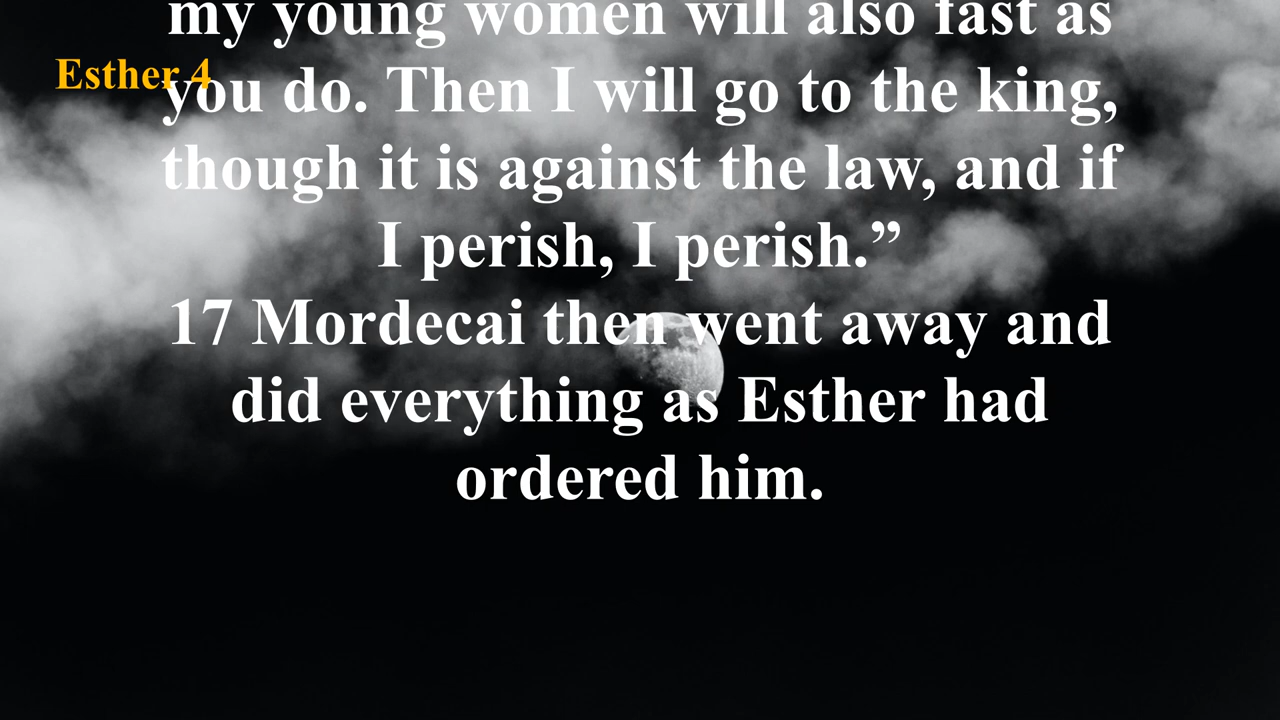 my young women will also fast as
Esther 4
you do. Then I will go to the king,
though it is against the law, and if
I perish, I perish.”
17 Mordecai then went away and
did everything as Esther had
ordered him.